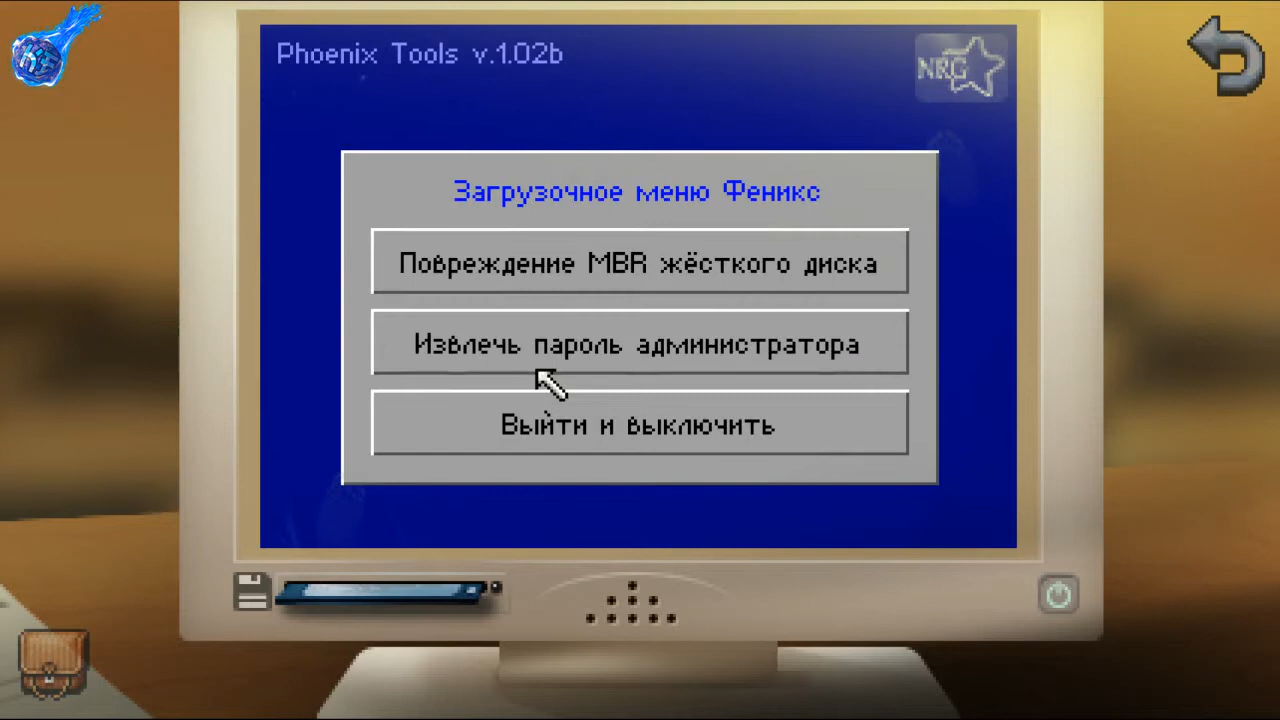 Phoenix Tools v.1.02b
NRG
Загрузочное меню Феникс
Повреждение MBR жёсткого диска
Извлечь пароль администратора
Выйти и выключить